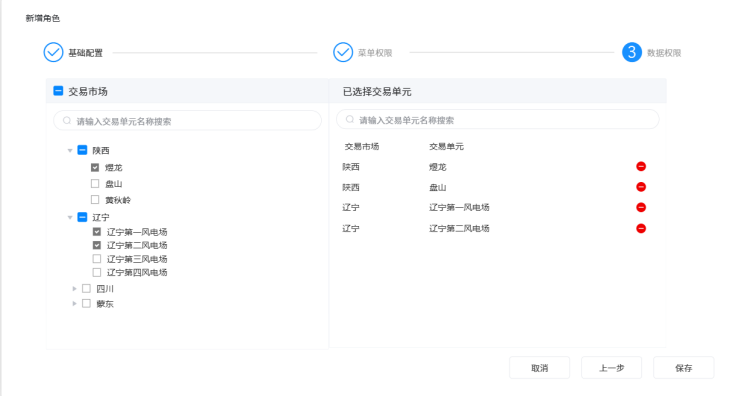 新增角色
基础配置
菜单权限
3 数据权限
交易市场
已选择交易单元
请输入交易单元名称搜索
请输入交易单元名称搜索
交易市场 交易单元
陕西
煜龙
盘山
黄秋岭
辽宁
辽宁第一风电场
辽宁第二风电场
辽宁第三风电场
辽宁第四风电场
四川
蒙东
陕西 煜龙
陕西 盘山
辽宁 辽宁第一风电场
辽宁 辽宁第二风电场
取消 上一步 保存